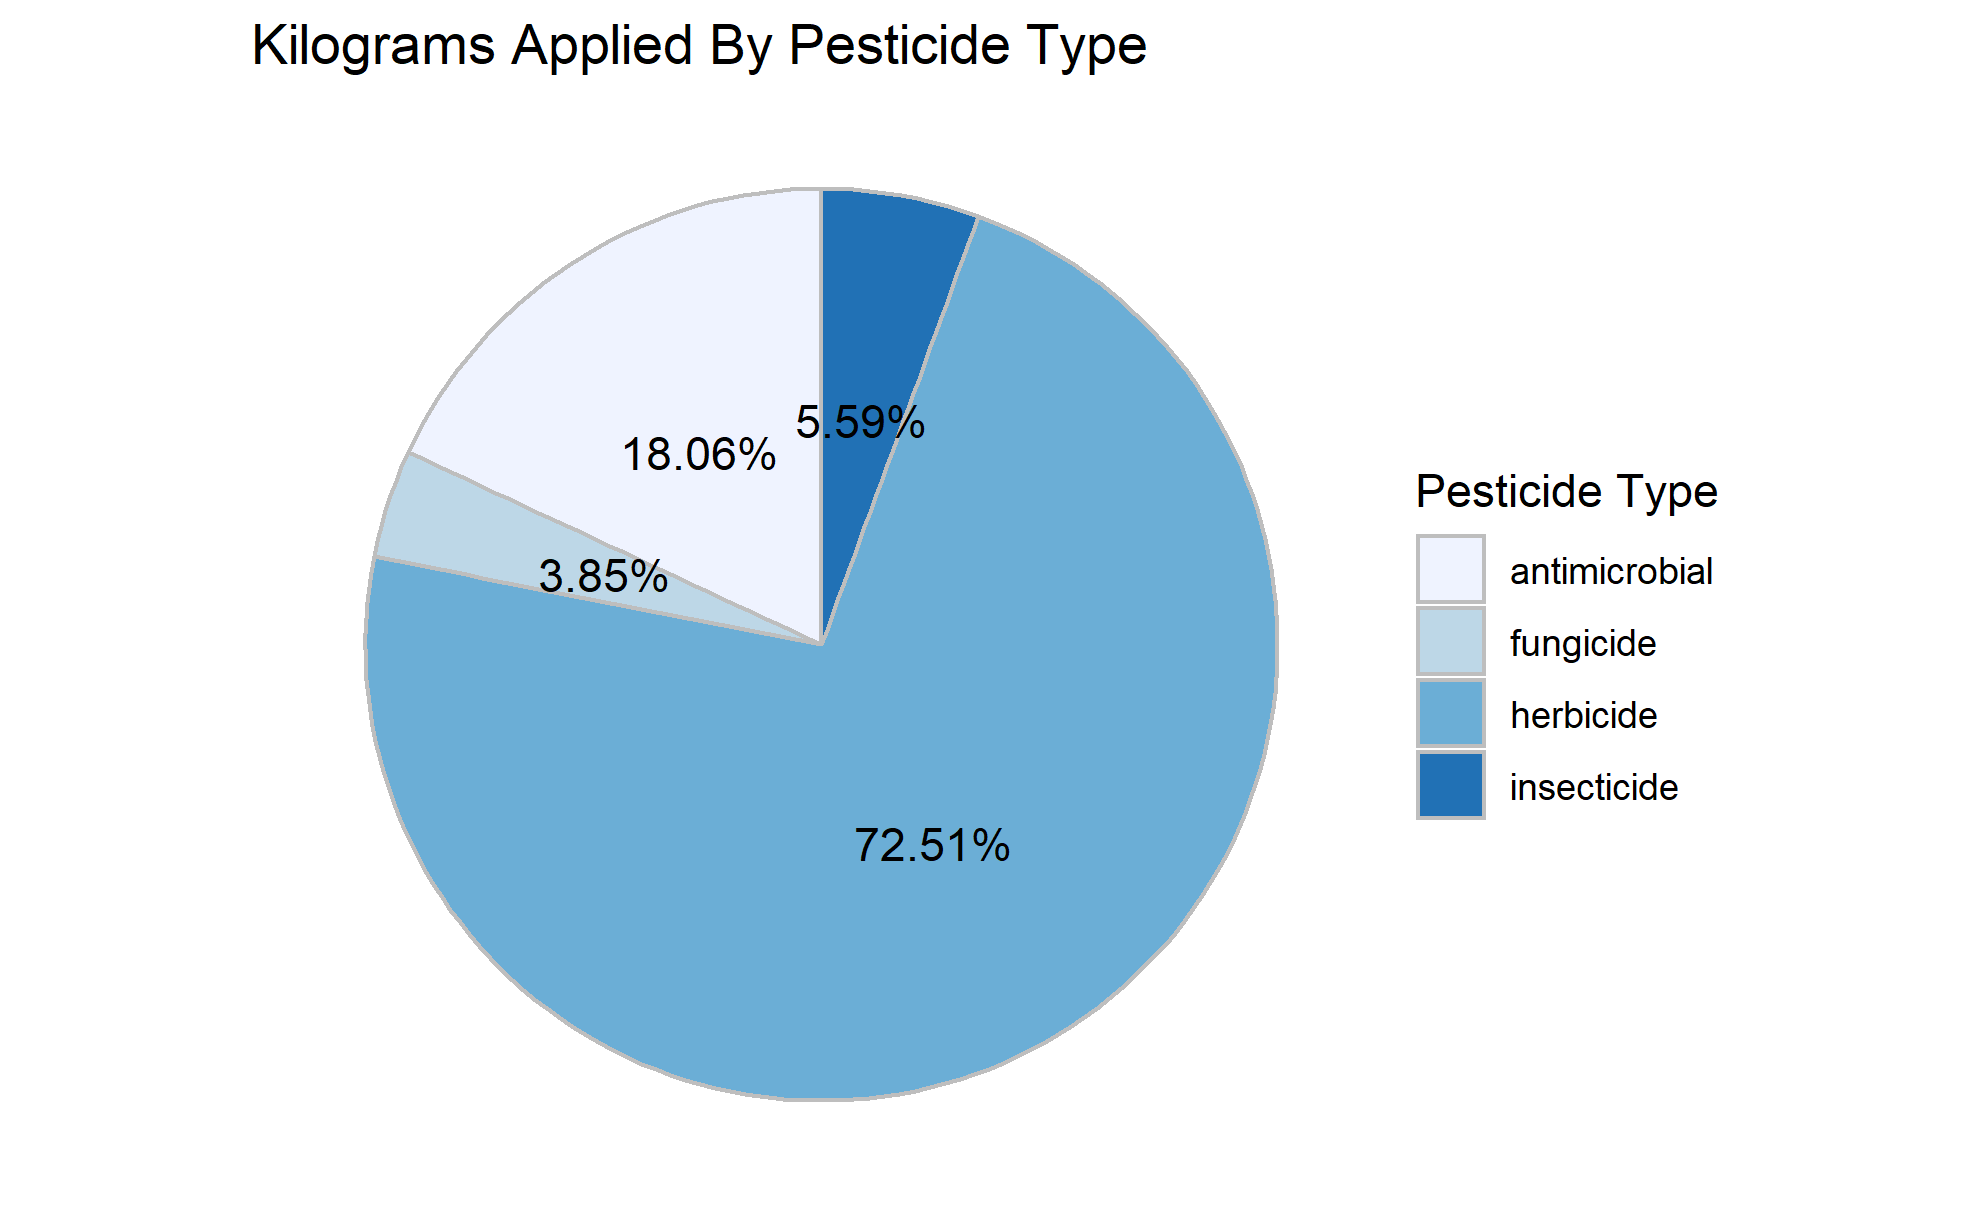 Kilograms Applied By Pesticide Type
5.59%
18.06%
3.85%
72.51%
Pesticide Type
antimicrobial
fungicide
herbicide
insecticide